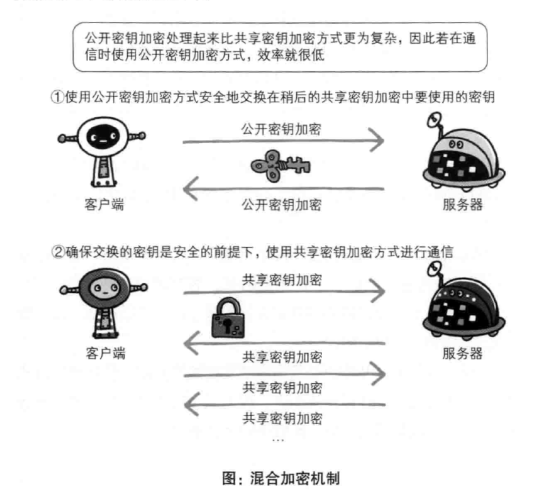 公开密钥加密处理起来比共享密钥加密方式更为复杂，因此若在通
信时使用公开密钥加密方式，效率就很低
①使用公开密钥加密方式安全地交换在稍后的共享密钥加密中要使用的密钥
公开密钥加密
客户端
公开密钥加密
服务器
②确保交换的密钥是安全的前提下，使用共享密钥加密方式进行通信
共享密钥加密
客户端
共享密钥加密
服务器
共享密钥加密
共享密钥加密
…
图：混合加密机制